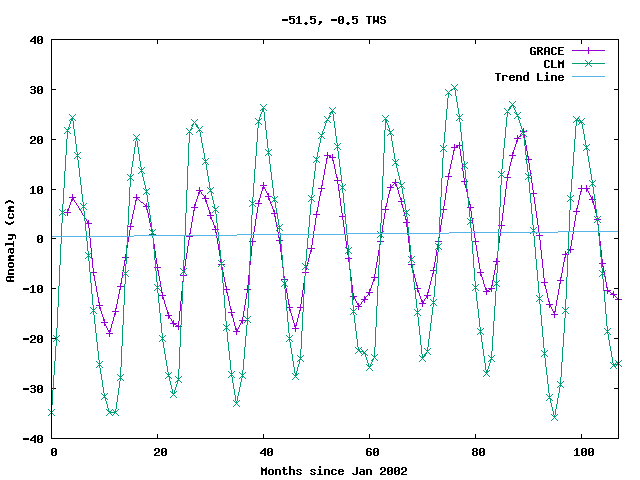 -51.5, -0.5 TWS
GRACE
CLM
Trend Line
40
30
20
10
0
-10
-20
-30
-40
Anomaly (cm)
0 20 40 60 80 100
Months since Jan 2002